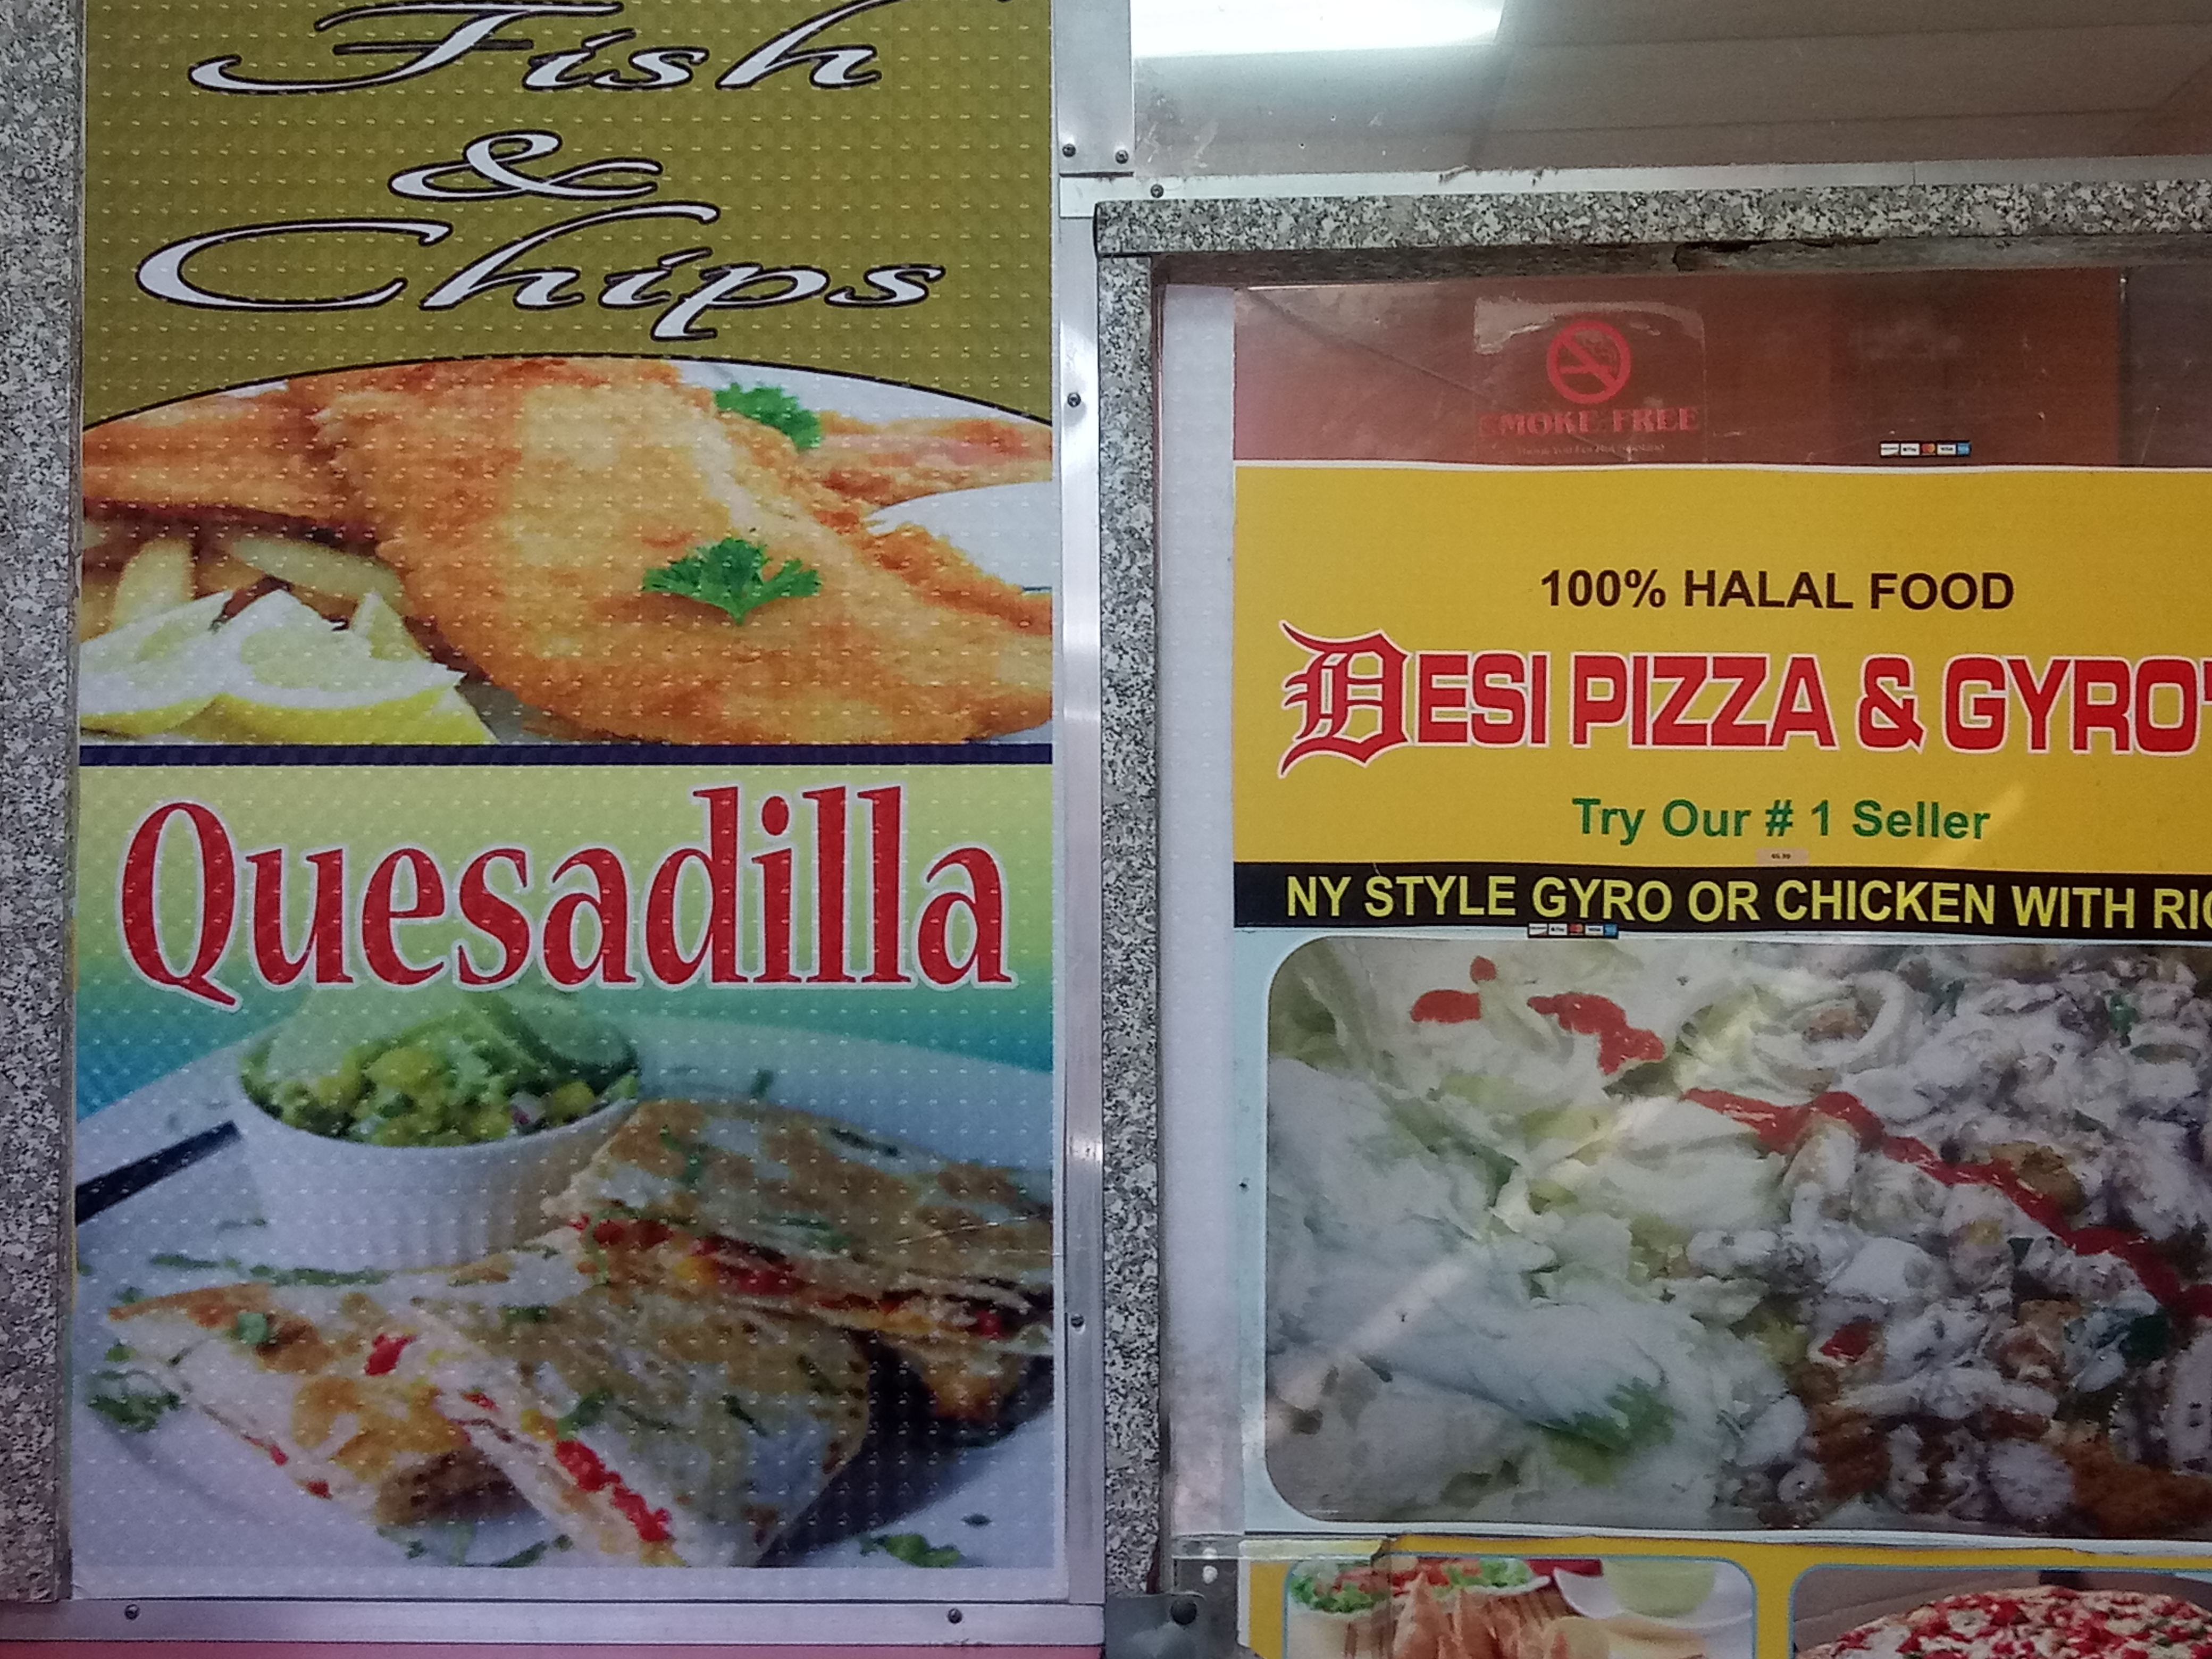 Fish
&
Chips
Quesadilla
SMOKE FREE
100% HALAL FOOD
DESI PIZZA & GYRO'
Try Our # 1 Seller
NY STYLE GYRO OR CHICKEN WITH